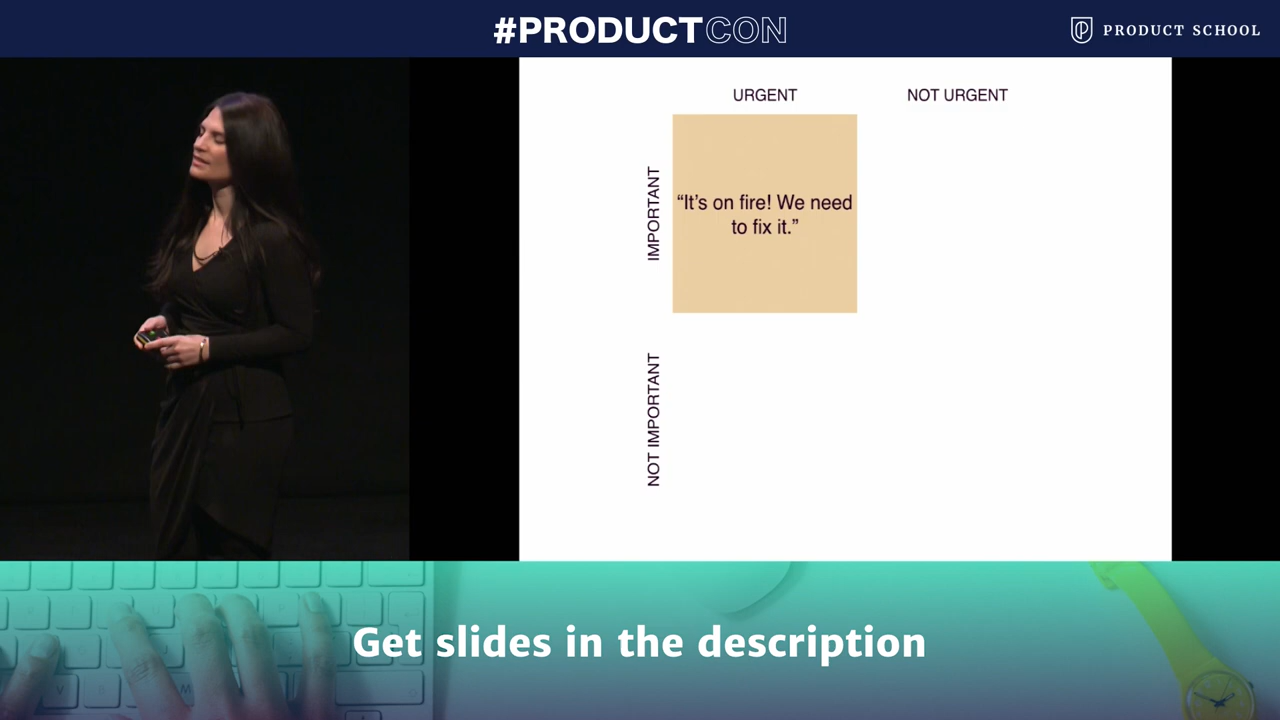 #PRODUCTCON
PRODUCT SCHOOL
URGENT
NOT URGENT
IMPORTANT
“It’s on fire! We need
to fix it.”
NOT IMPORTANT
Get slides in the description
V
B
N
M